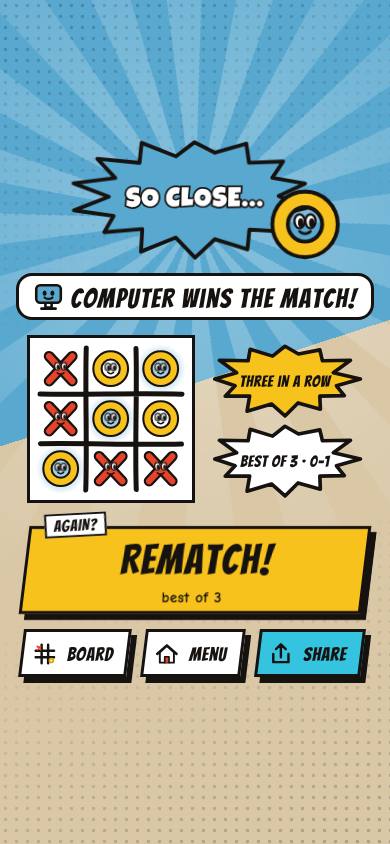 SO CLOSE...
COMPUTER WINS THE MATCH!
THREE IN A ROW
BEST OF 3 · 0-1
AGAIN?
REMATCH!
best of 3
BOARD
MENU
SHARE